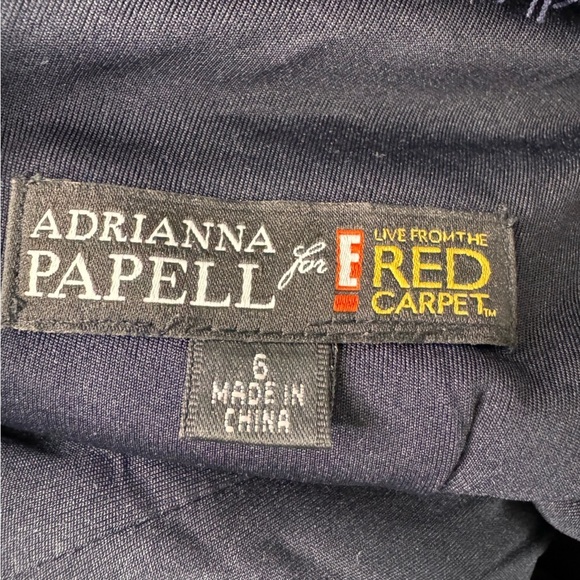 ADRIANNA
PAPELL
for
E!
LIVE FROM THE
RED
CARPET™
6
MADE IN
CHINA